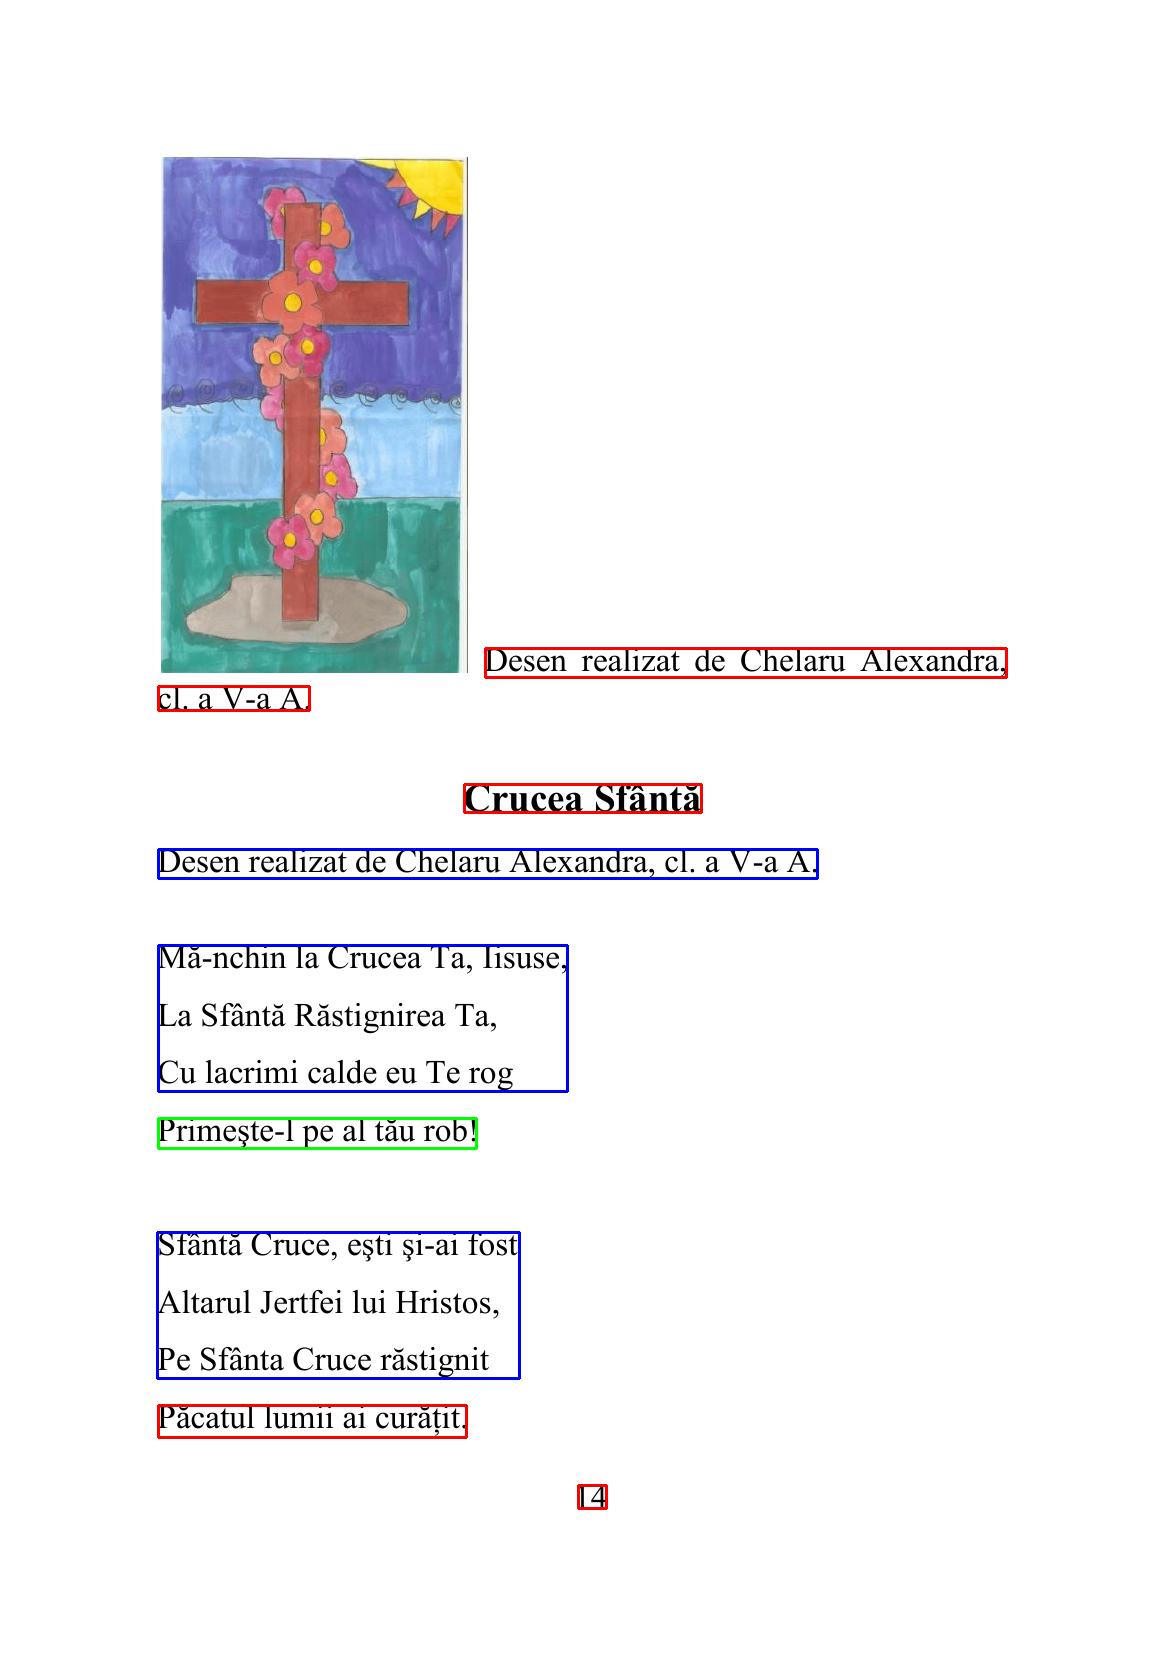 Desen realizat de Chelaru Alexandra,
cl. a V-a A.
Crucea Sfântă
Desen realizat de Chelaru Alexandra, cl. a V-a A.
Mă-nchin la Crucea Ta, Iisuse,
La Sfântă Răstignirea Ta,
Cu lacrimi calde eu Te rog
Primeşte-l pe al tău rob!
Sfântă Cruce, eşti şi-ai fost
Altarul Jertfei lui Hristos,
Pe Sfânta Cruce răstignit
Păcatul lumii ai curățit.
14